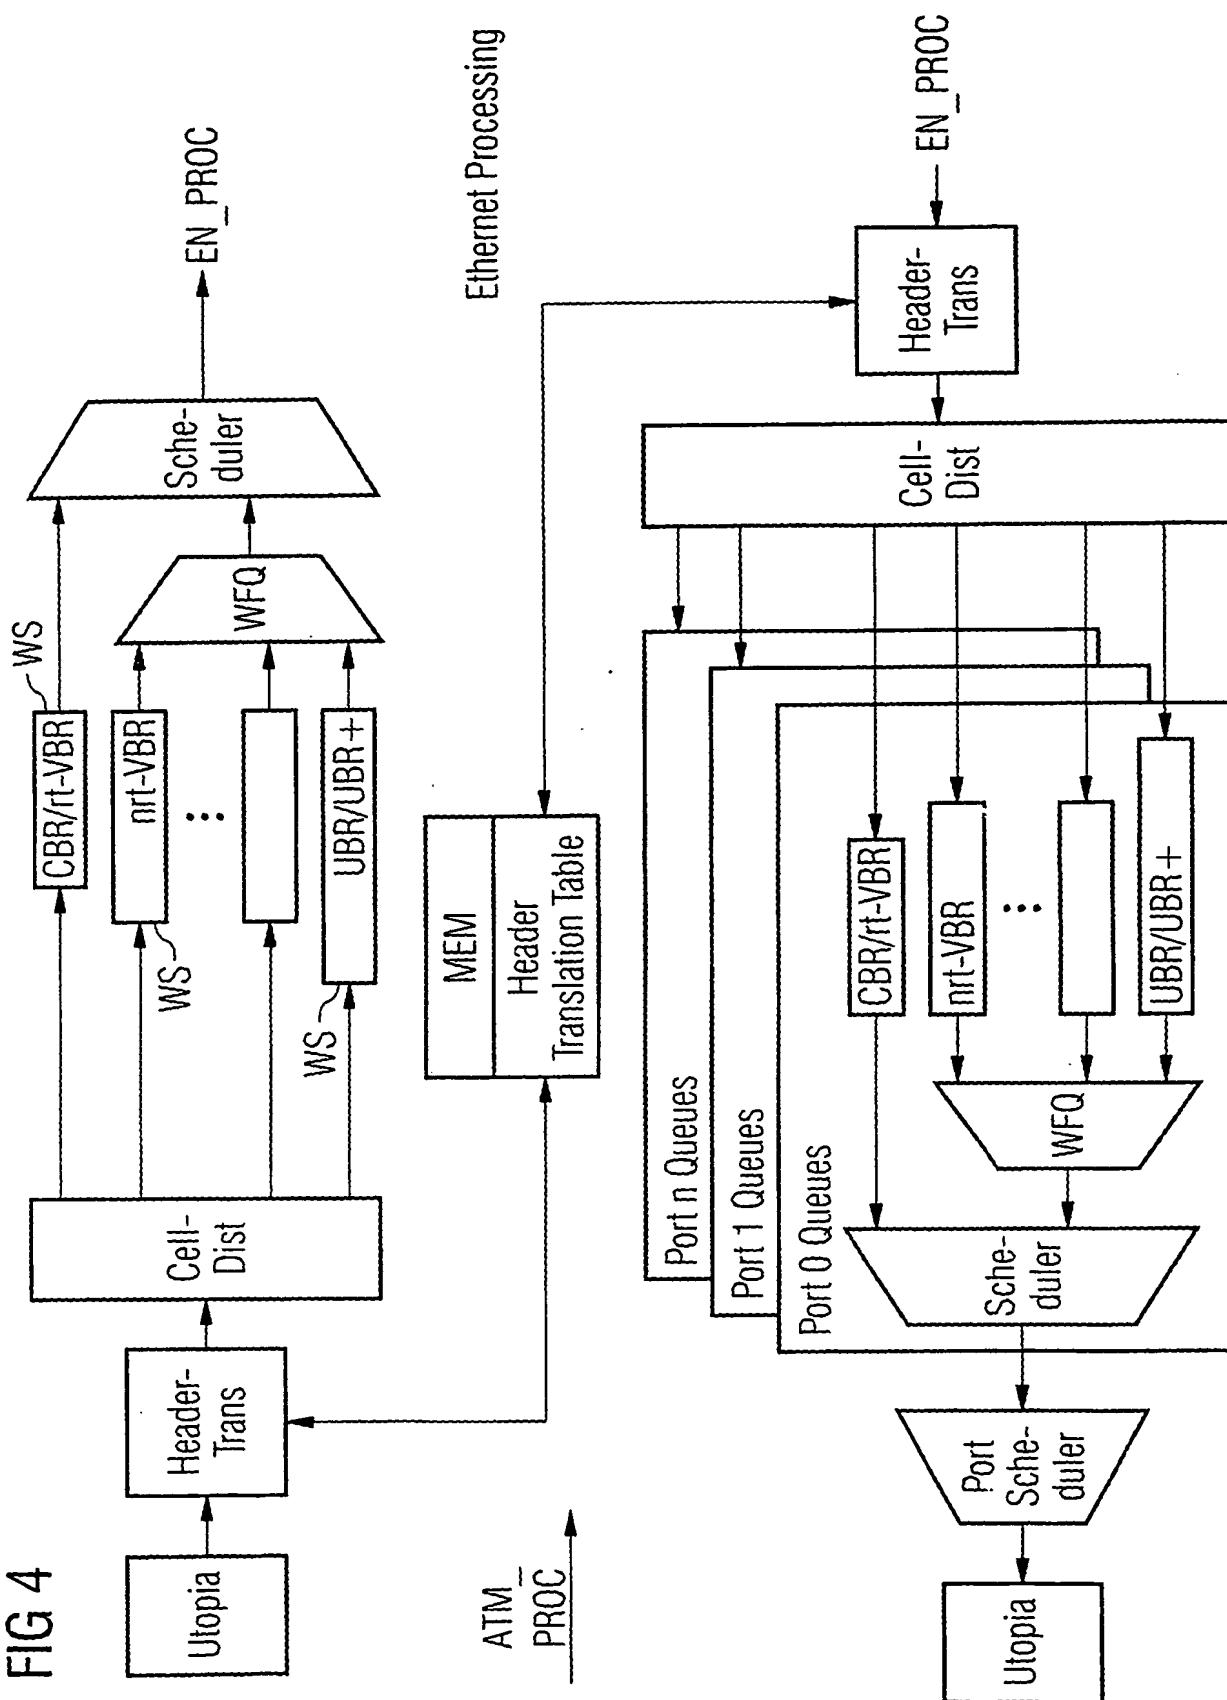 FIG 4
Utopia
Header-
Trans
Cell-
Dist
CBR/rt-VBR
WS
nrt-VBR
WS
UBR/UBR+
WS
WFQ
Sche-
duler
EN_PROC
ATM_
PROC
MEM
Header
Translation Table
Ethernet Processing
Utopia
Port
Sche-
duler
Port n Queues
Port 1 Queues
Port 0 Queues
Sche-
duler
WFQ
CBR/rt-VBR
nrt-VBR
UBR/UBR+
Cell-
Dist
Header-
Trans
EN_PROC